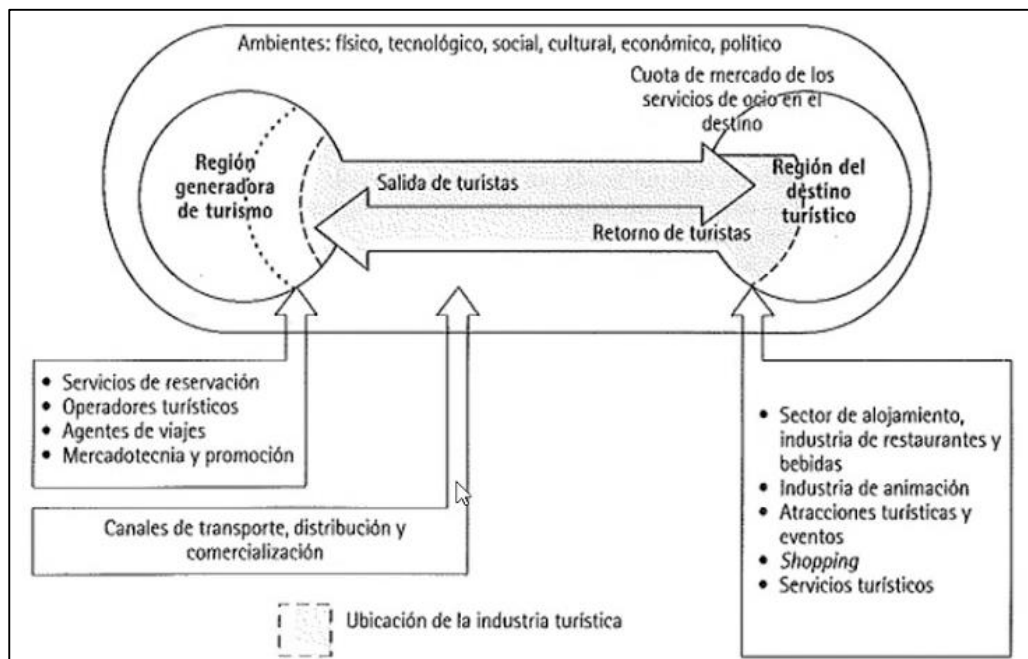 Ambientes: físico, tecnológico, social, cultural, económico, político
Cuota de mercado de los
servicios de ocio en el
destino
Región
generadora
de turismo
Salida de turistas
Retorno de turistas
Región del
destino
turístico
• Servicios de reservación
• Operadores turísticos
• Agentes de viajes
• Mercadotecnia y promoción
Canales de transporte, distribución y
comercialización
• Sector de alojamiento,
industria de restaurantes y
bebidas
• Industria de animación
• Atracciones turísticas y
eventos
• Shopping
• Servicios turísticos
Ubicación de la industria turística